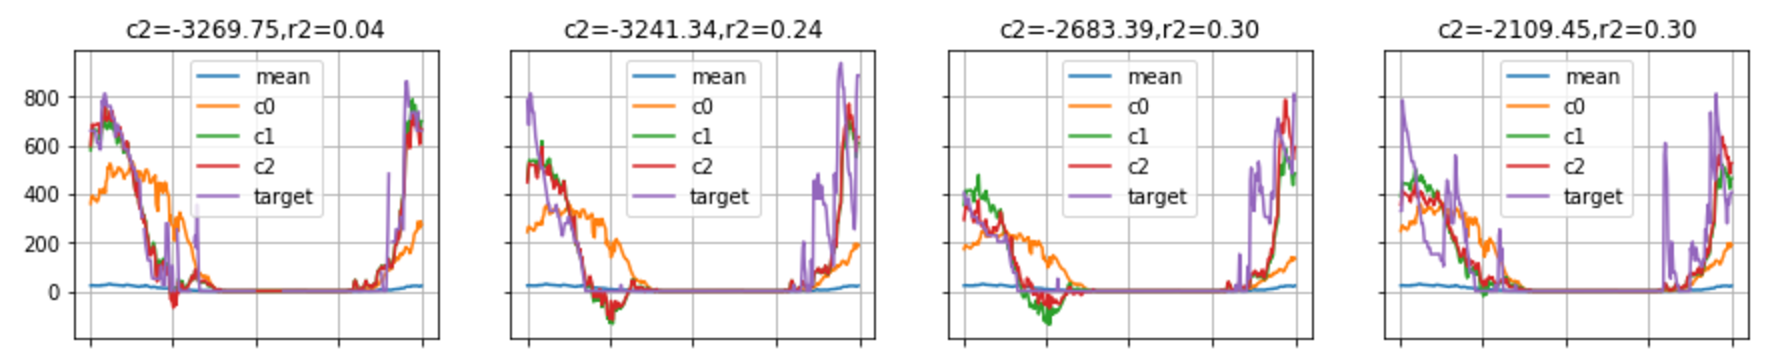 c2=-3269.75,r2=0.04
c2=-3241.34,r2=0.24
c2=-2683.39,r2=0.30
c2=-2109.45,r2=0.30
800
600
400
200
0
mean
c0
c1
c2
target
mean
c0
c1
c2
target
mean
c0
c1
c2
target
mean
c0
c1
c2
target